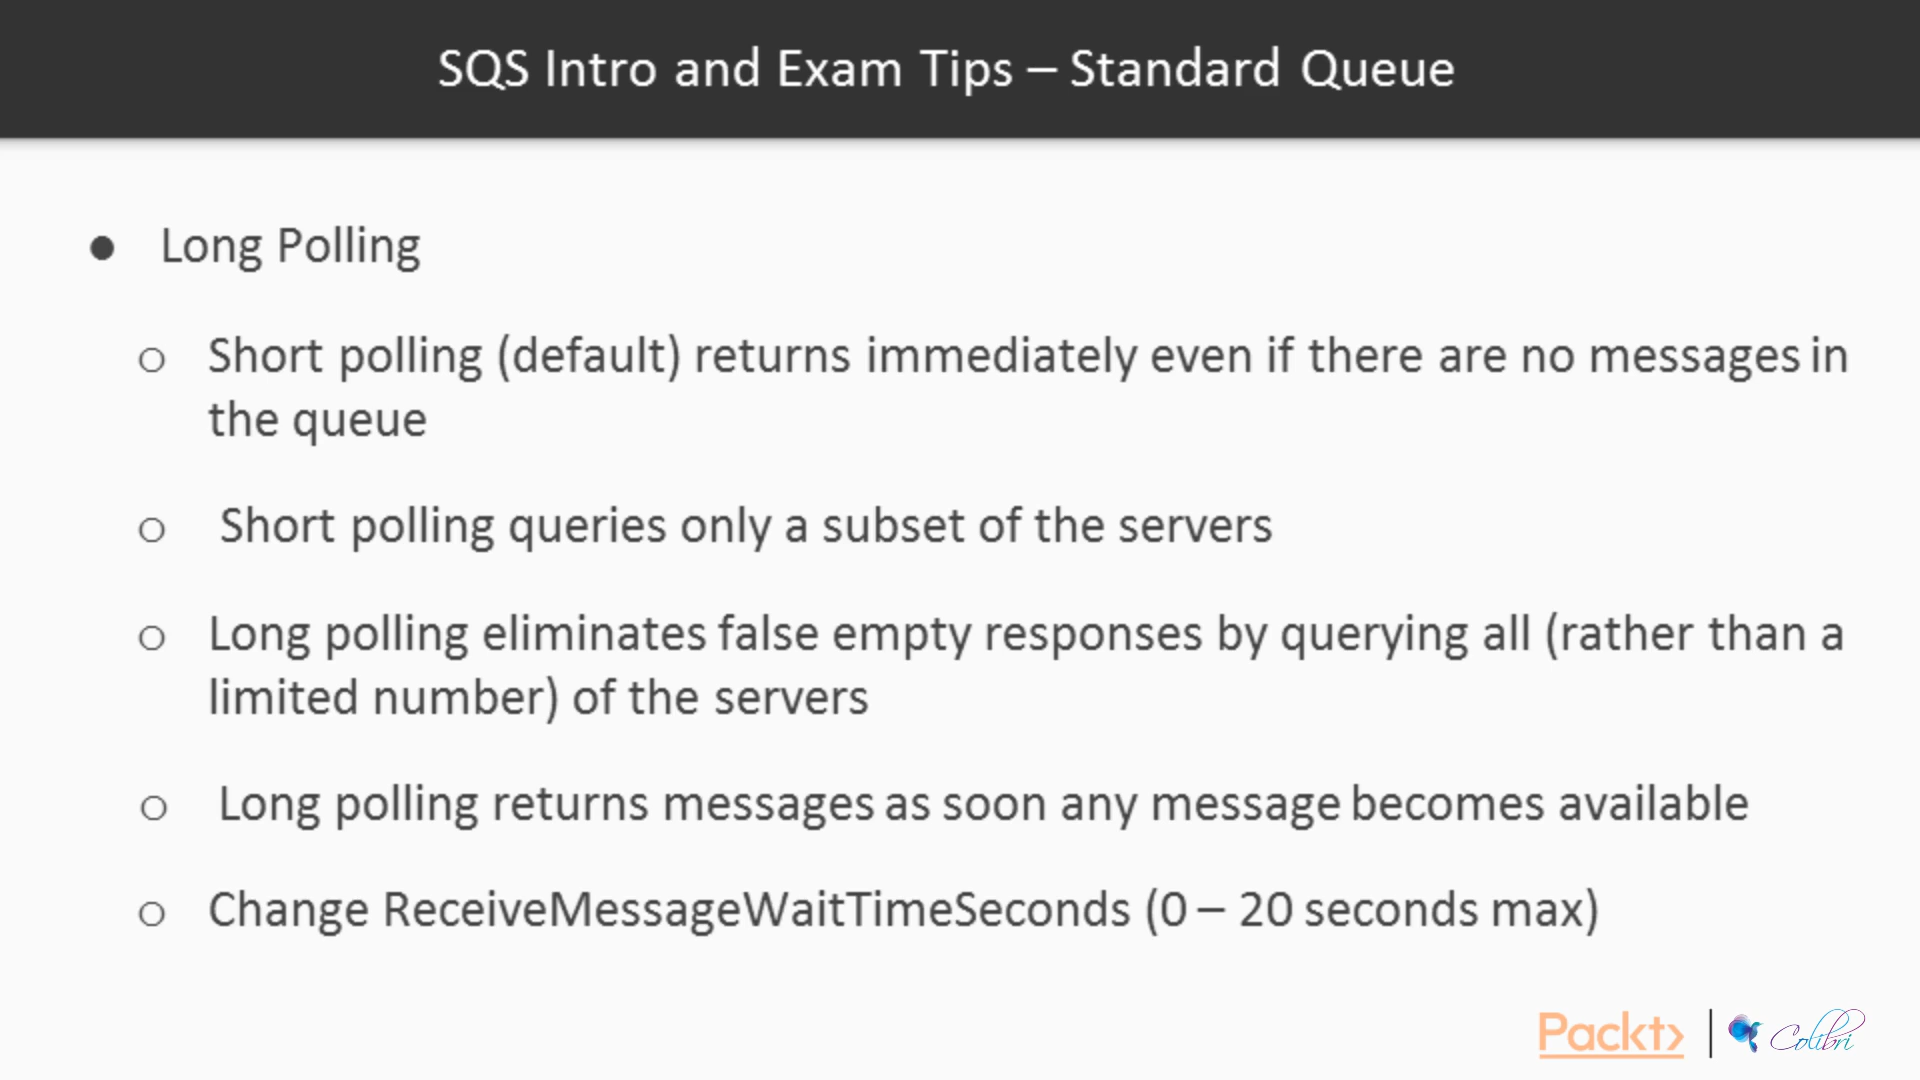 SQS Intro and Exam Tips – Standard Queue
● Long Polling
○ Short polling (default) returns immediately even if there are no messages in
the queue
○ Short polling queries only a subset of the servers
○ Long polling eliminates false empty responses by querying all (rather than a
limited number) of the servers
○ Long polling returns messages as soon any message becomes available
○ Change ReceiveMessageWaitTimeSeconds (0 – 20 seconds max)
Packt> | Colibri